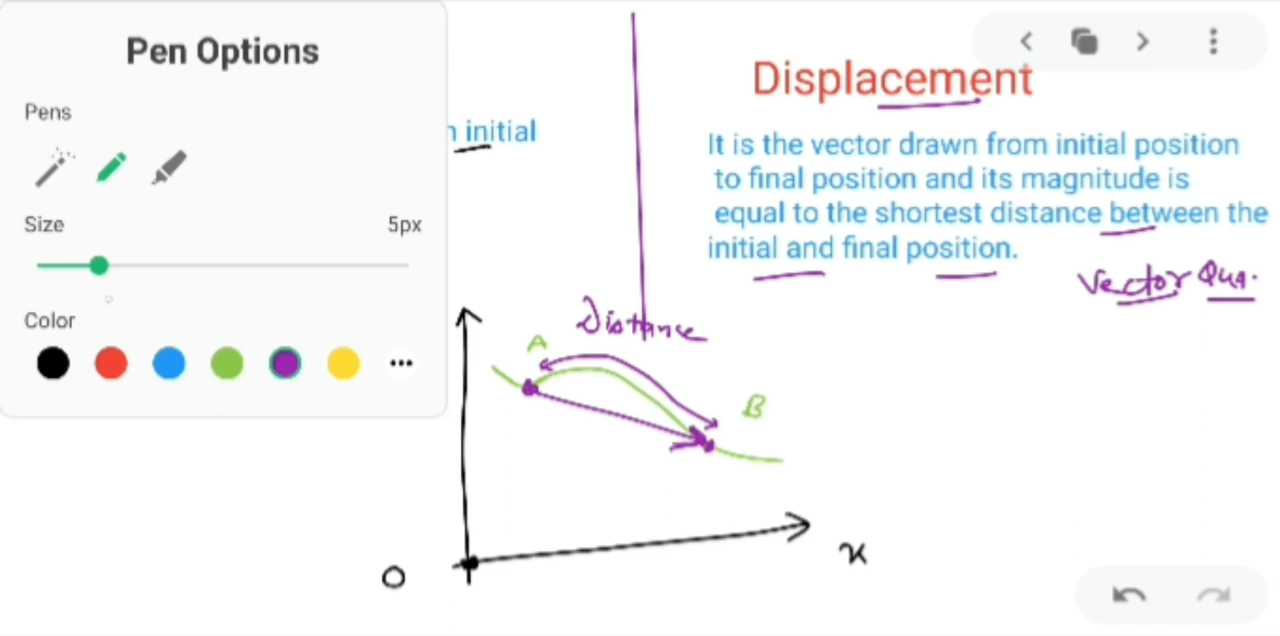 Pen Options
Pens
Size 5px
Color
initial
Displacement
It is the vector drawn from initial position
to final position and its magnitude is
equal to the shortest distance between the
initial and final position.
Vector Qua.
Distance
A
B
O
x